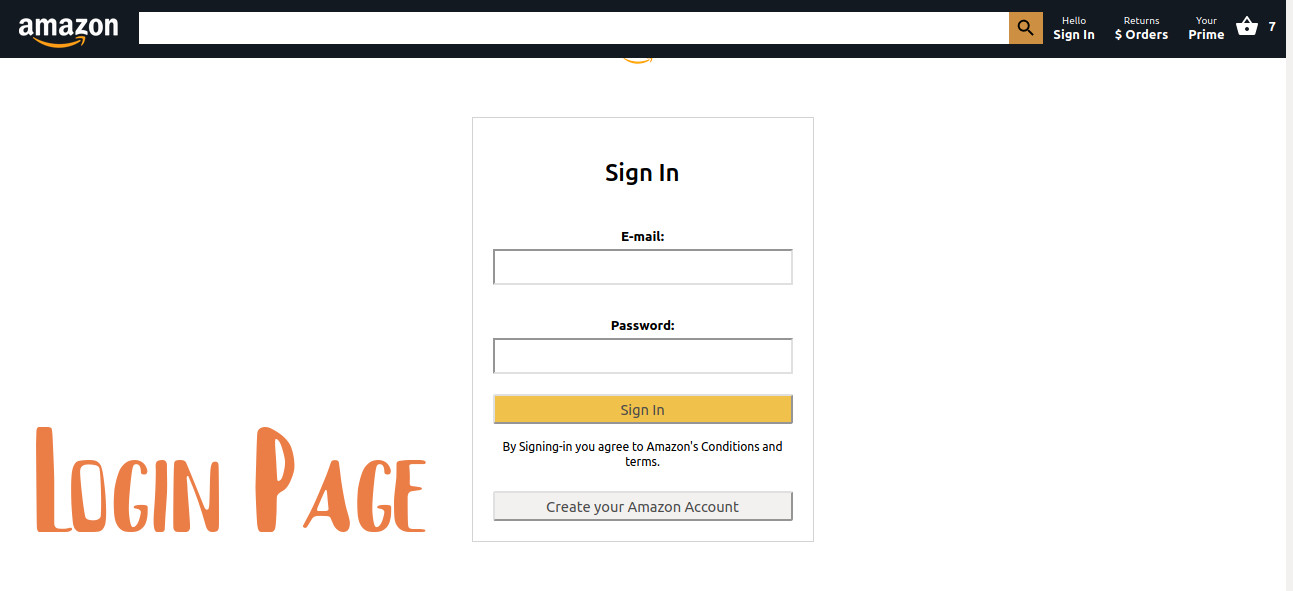 amazon
Hello
Sign In
Returns
$ Orders
Your
Prime
7
Sign In
E-mail:
Password:
Sign In
By Signing-in you agree to Amazon's Conditions and
terms.
Create your Amazon Account
LOGIN PAGE